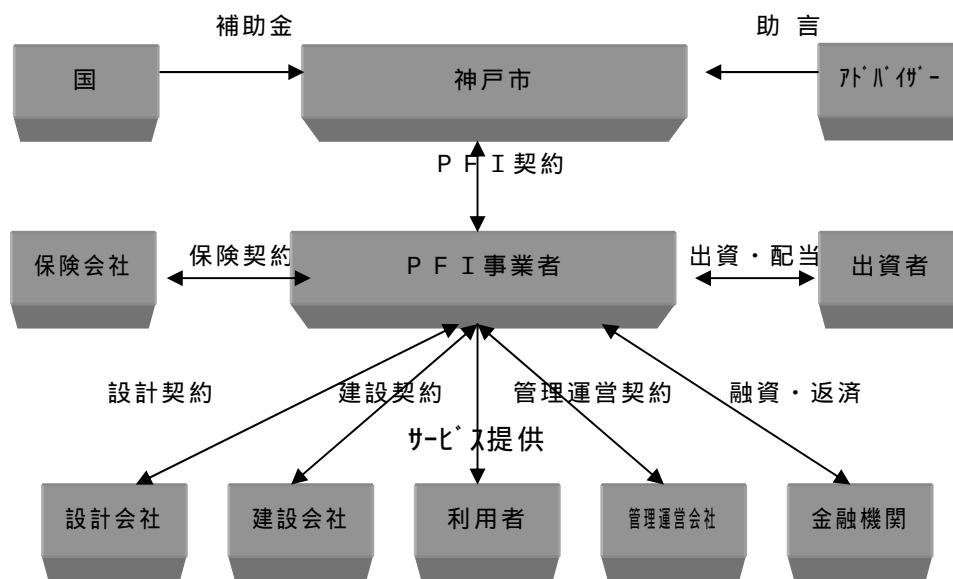 補助金
助 言
国
神戸市
ｱﾄﾞﾊﾞｲｻﾞｰ
ＰＦＩ契約
保険会社
保険契約
ＰＦＩ事業者
出資・配当
出資者
設計契約
建設契約
管理運営契約
融資・返済
ｻｰﾋﾞｽ提供
設計会社
建設会社
利用者
管理運営会社
金融機関